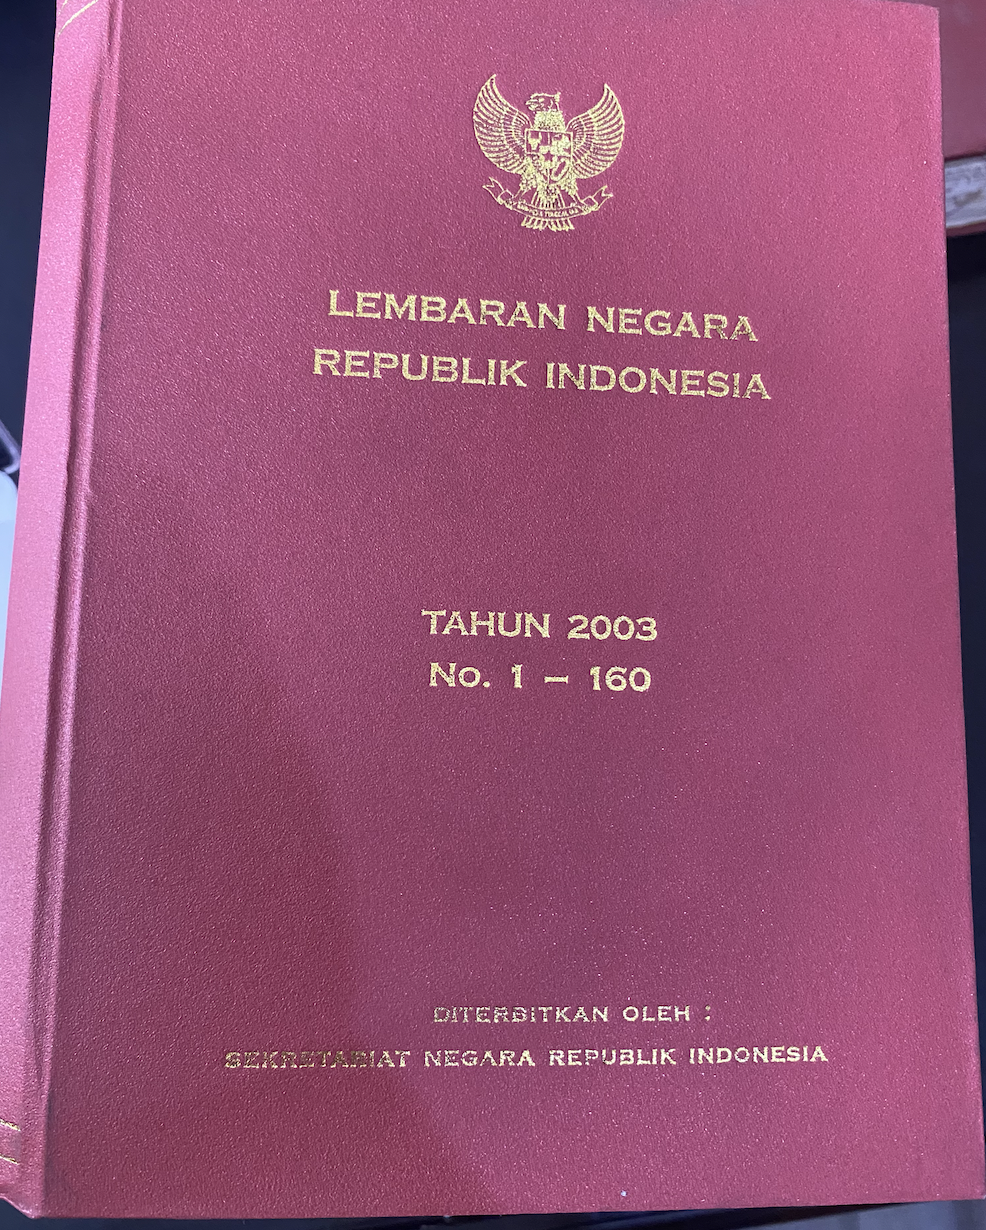 LEMBARAN NEGARA
REPUBLIK INDONESIA
TAHUN 2003
No. 1 – 160
DITERBITKAN OLEH :
SEKRETARIAT NEGARA REPUBLIK INDONESIA